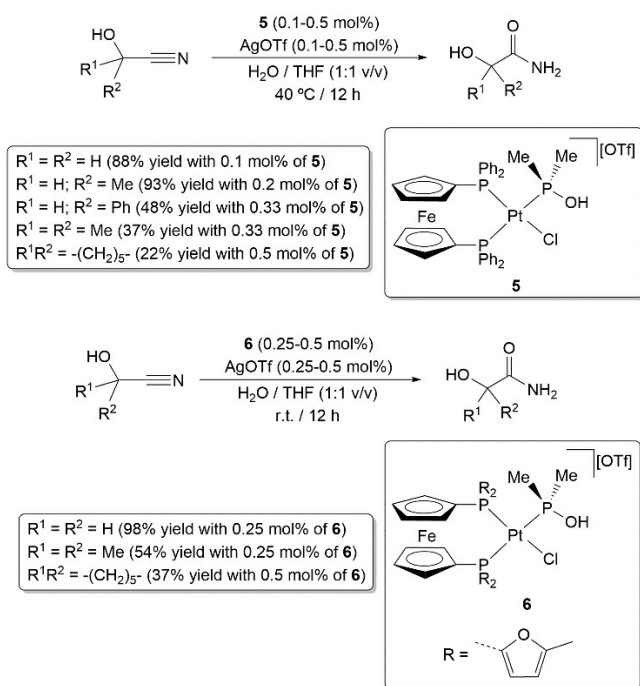 HO
R¹
R²
N
5 (0.1-0.5 mol%)
AgOTf (0.1-0.5 mol%)
H₂O / THF (1:1 v/v)
40 ºC / 12 h
HO
O
NH₂
R¹
R²
R¹ = R² = H (88% yield with 0.1 mol% of 5)
R¹ = H; R² = Me (93% yield with 0.2 mol% of 5)
R¹ = H; R² = Ph (48% yield with 0.33 mol% of 5)
R¹ = R² = Me (37% yield with 0.33 mol% of 5)
R¹R² = -(CH₂)₅- (22% yield with 0.5 mol% of 5)
[OTf]
Ph₂
Me
Me
P
P
OH
Fe
Pt
P
Cl
Ph₂
5
HO
R¹
R²
N
6 (0.25-0.5 mol%)
AgOTf (0.25-0.5 mol%)
H₂O / THF (1:1 v/v)
r.t. / 12 h
HO
O
NH₂
R¹
R²
R¹ = R² = H (98% yield with 0.25 mol% of 6)
R¹ = R² = Me (54% yield with 0.25 mol% of 6)
R¹R² = -(CH₂)₅- (37% yield with 0.5 mol% of 6)
[OTf]
R₂
Me
Me
P
P
OH
Fe
Pt
P
Cl
R₂
6
R =
O